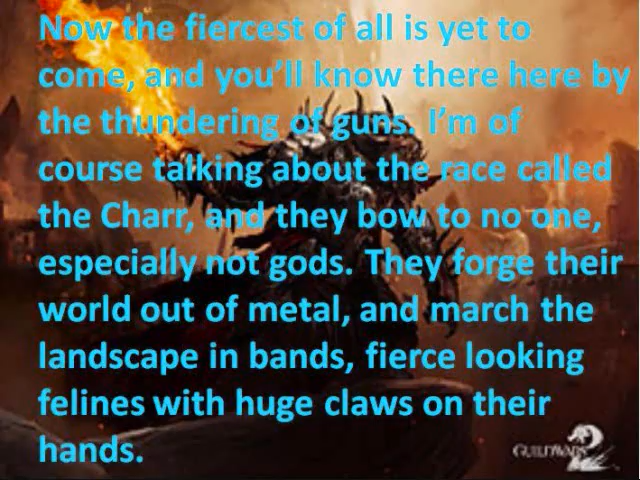 Now the fiercest of all is yet to
come, and you'll know there here by
the thundering of guns. I'm of
course talking about the race called
the Charr, and they bow to no one,
especially not gods. They forge their
world out of metal, and march the
landscape in bands, fierce looking
felines with huge claws on their
hands.
GUILDWARS 2